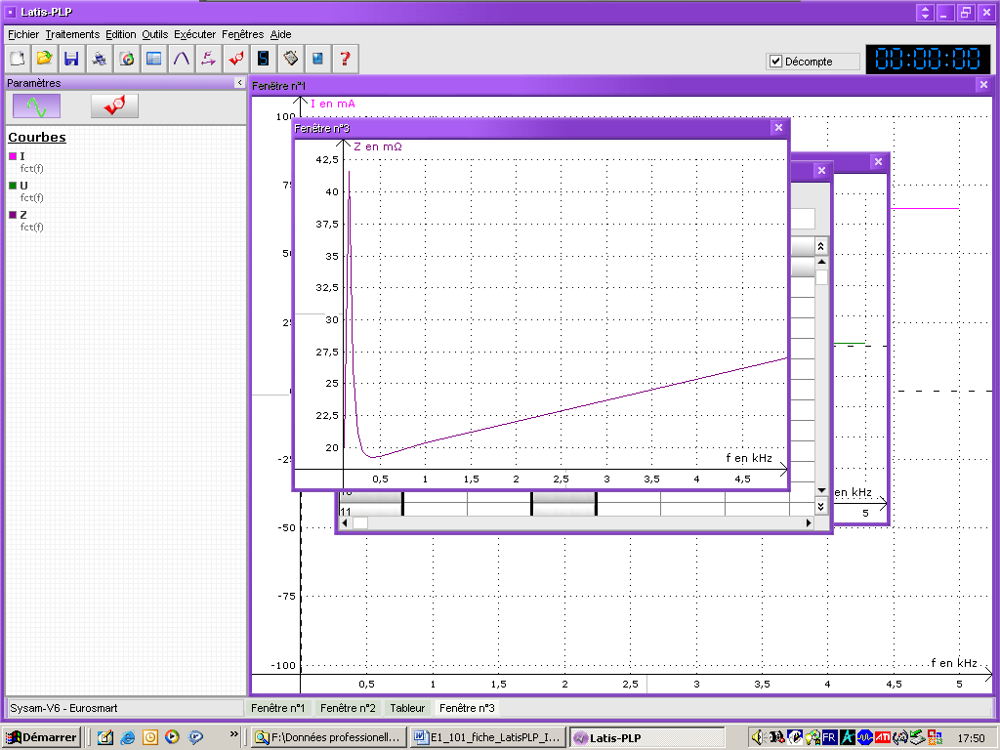 Latis-PLP
Fichier Traitements Edition Outils Exécuter Fenêtres Aide
Décompte
00:00:00
Paramètres
Courbes
I
fct(f)
U
fct(f)
Z
fct(f)
Fenêtre n°1
I en mA
100
75
50
25
0
-25
-50
-75
-100
0,5 1 1,5 2 2,5 3 3,5 4 4,5 5
f en kHz
Fenêtre n°3
Z en mΩ
42,5
40
37,5
35
32,5
30
27,5
25
22,5
20
f en kHz
0,5 1 1,5 2 2,5 3 3,5 4 4,5
en kHz
5
10
11
Sysam-V6 - Eurosmart
Fenêtre n°1 Fenêtre n°2 Tableur Fenêtre n°3
Démarrer
F:\Données professionell...
E1_101_fiche_LatisPLP_I...
Latis-PLP
FR
ATI
17:50